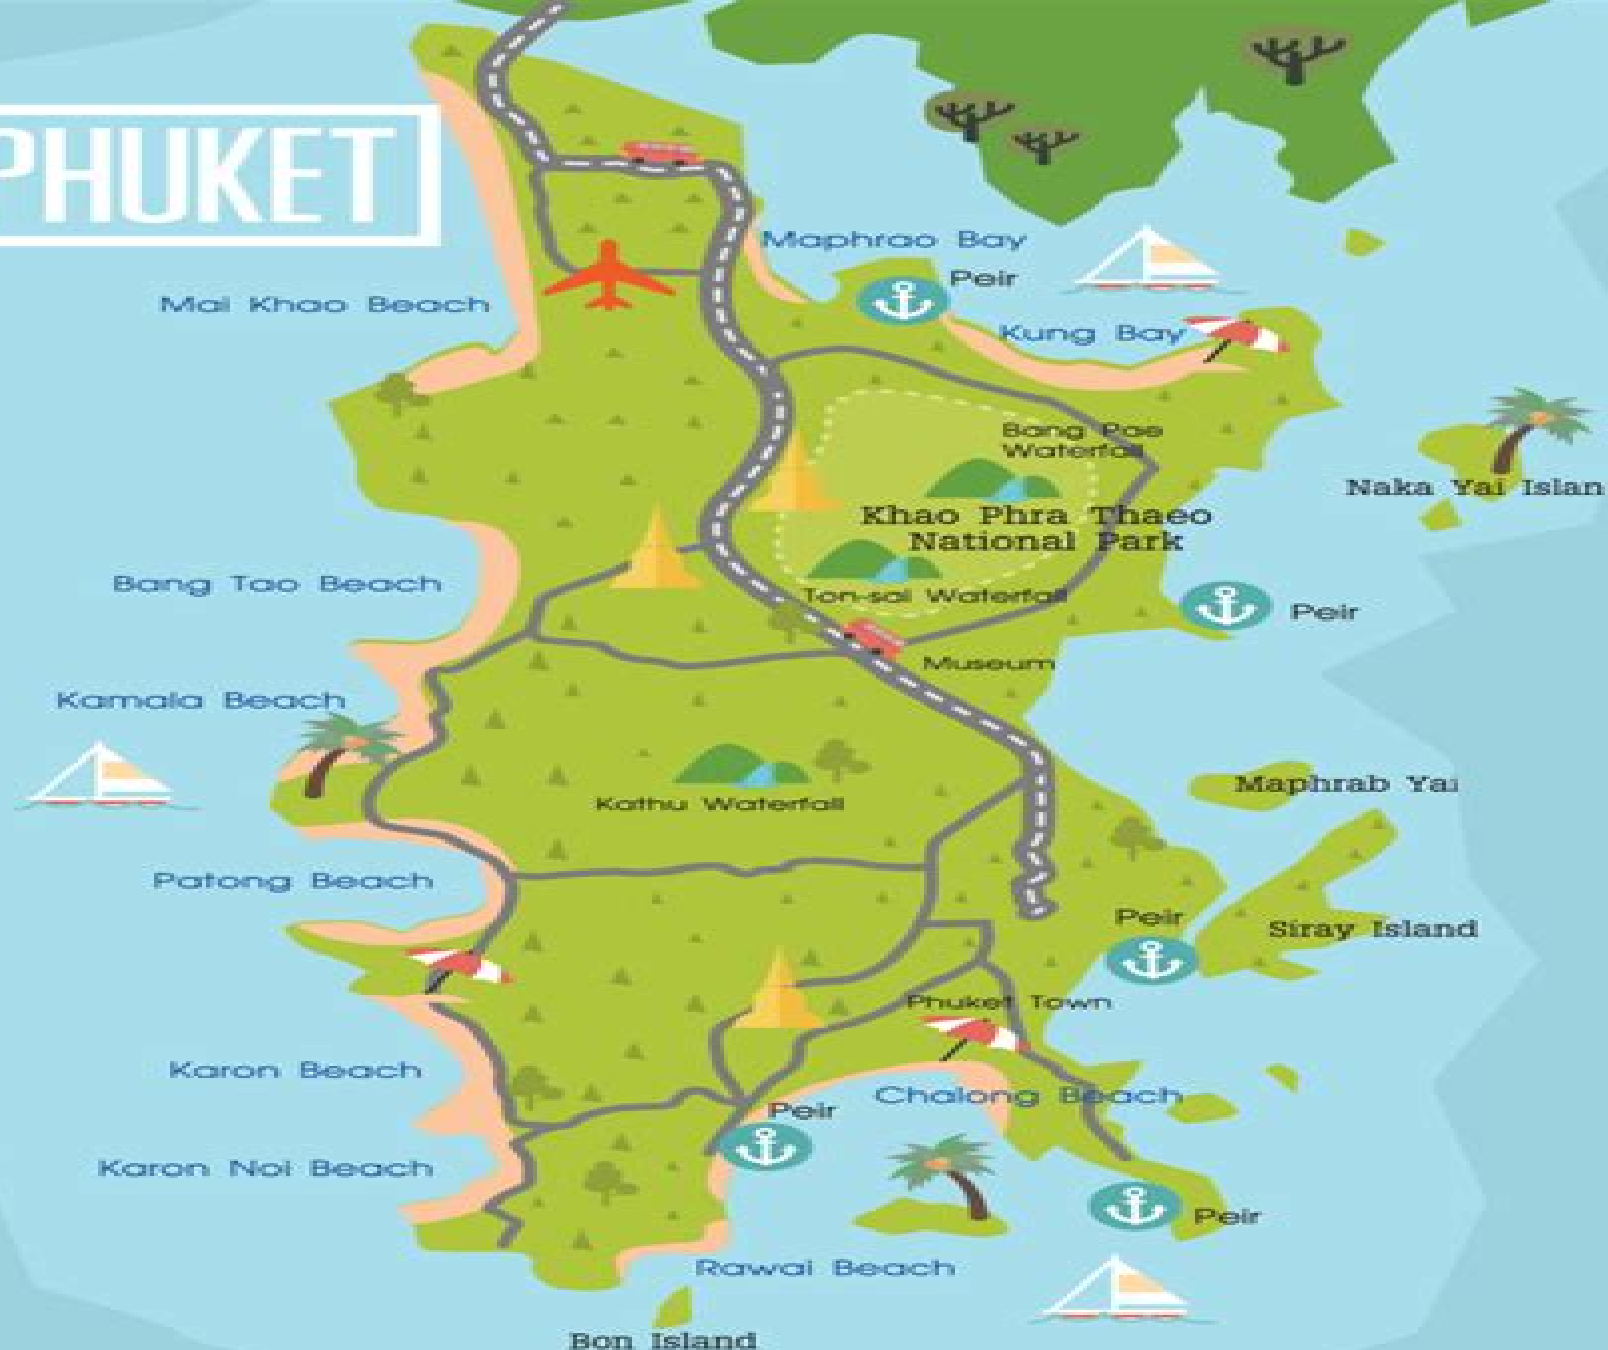 PHUKET
Maphrao Bay
Peir
Mai Khao Beach
Kung Bay
Bang Pae
Waterfall
Naka Yai Islan
Khao Phra Thaeo
National Park
Bang Tao Beach
Ton-sai Waterfall
Peir
Museum
Kamala Beach
Maphrab Yai
Kathu Waterfall
Patong Beach
Peir
Siray Island
Phuket Town
Karon Beach
Chalong Beach
Peir
Karon Noi Beach
Peir
Rawai Beach
Bon Island